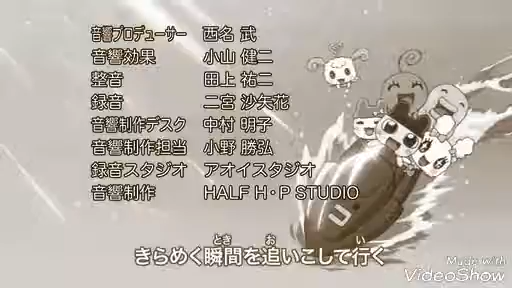 音響プロデューサー 西名 武
音響効果 小山 健二
整音 田上 祐二
録音 二宮 沙矢花
音響制作デスク 中村 明子
音響制作担当 小野 勝弘
録音スタジオ アオイスタジオ
音響制作 HALF H・P STUDIO
とき お い
きらめく瞬間を追いこして行く
Made with
VideoShow